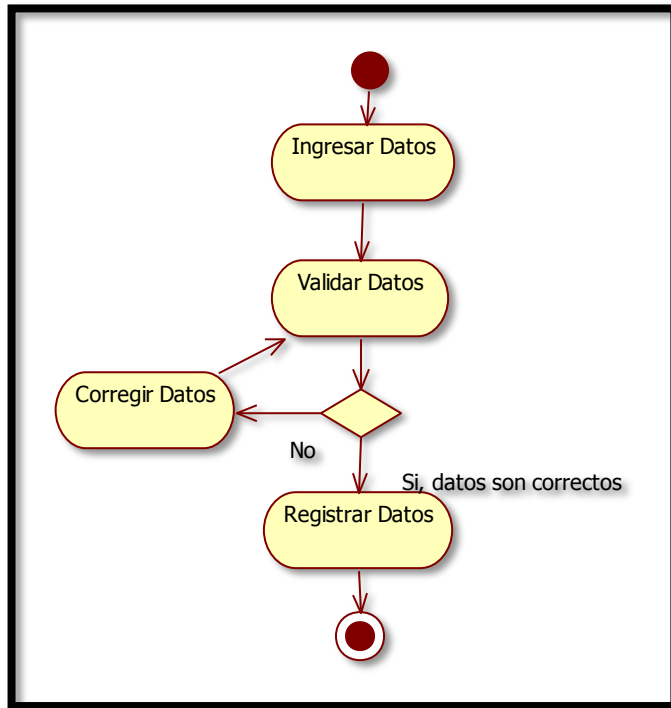 Ingresar Datos
Validar Datos
Corregir Datos
No
Si, datos son correctos
Registrar Datos